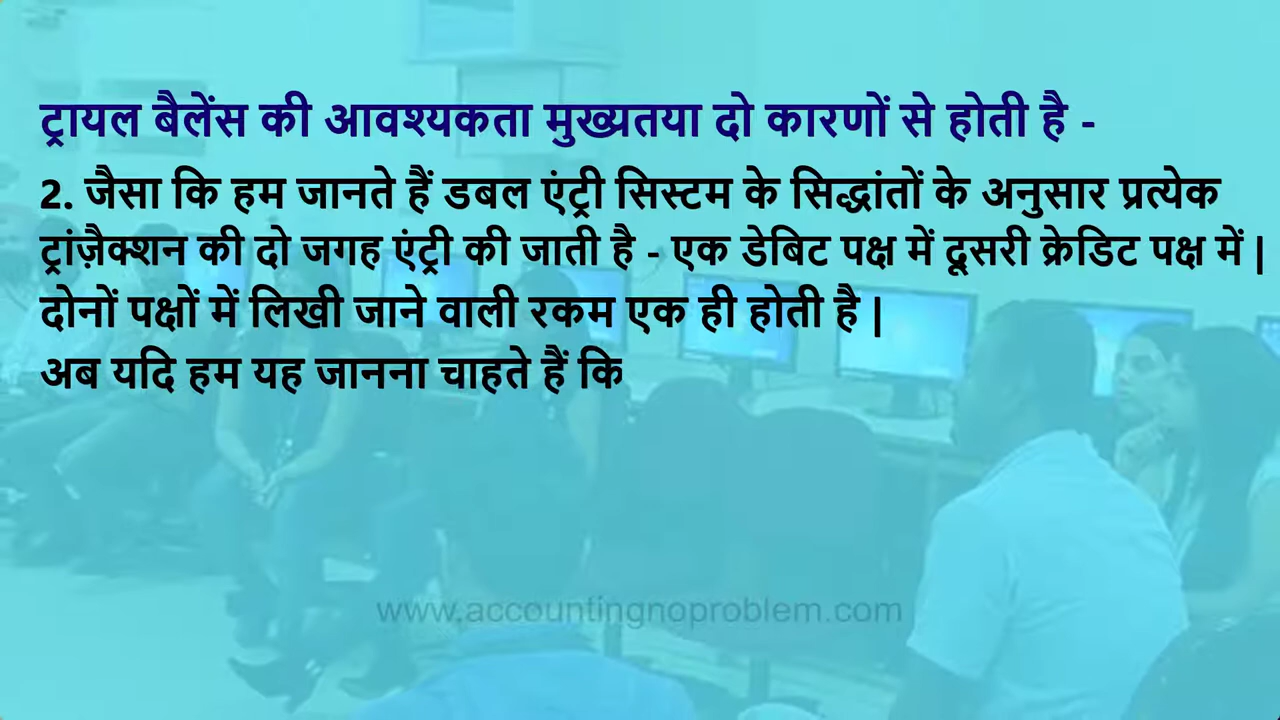 ट्रायल बैलेंस की आवश्यकता मुख्यतया दो कारणों से होती है -
2. जैसा कि हम जानते हैं डबल एंट्री सिस्टम के सिद्धांतों के अनुसार प्रत्येक
ट्रांज़ैक्शन की दो जगह एंट्री की जाती है - एक डेबिट पक्ष में दूसरी क्रेडिट पक्ष में |
दोनों पक्षों में लिखी जाने वाली रकम एक ही होती है |
अब यदि हम यह जानना चाहते हैं कि
www.accountingnoproblem.com